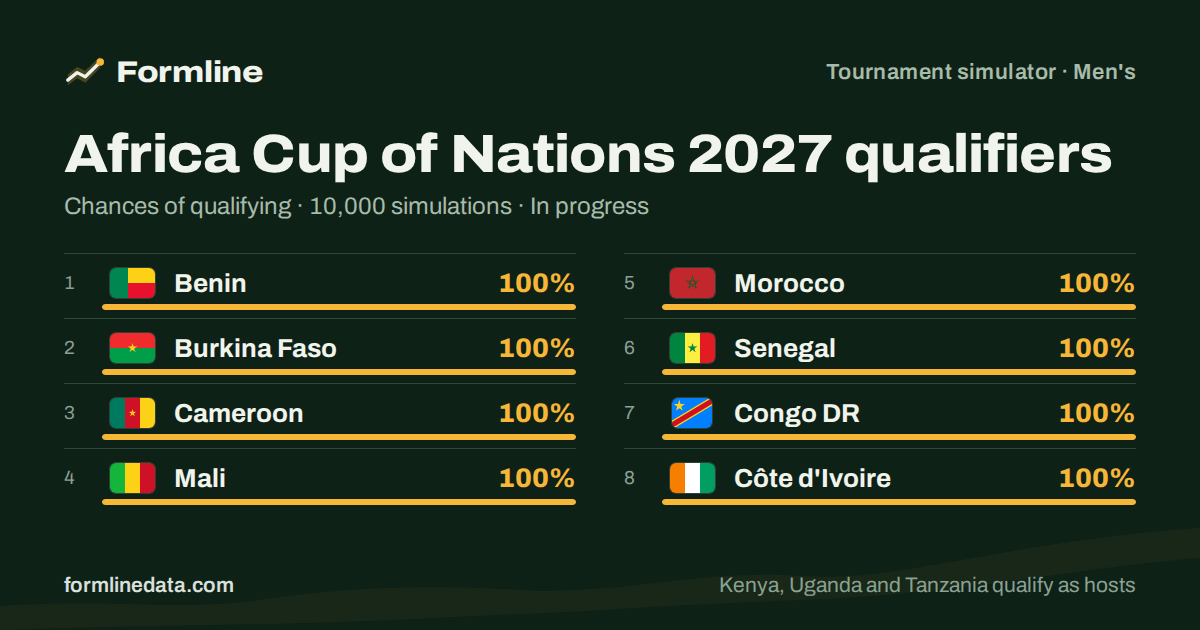 Formline
Tournament simulator · Men's
Africa Cup of Nations 2027 qualifiers
Chances of qualifying · 10,000 simulations · In progress
1 Benin 100%
2 Burkina Faso 100%
3 Cameroon 100%
4 Mali 100%
5 Morocco 100%
6 Senegal 100%
7 Congo DR 100%
8 Côte d'Ivoire 100%
formlinedata.com
Kenya, Uganda and Tanzania qualify as hosts